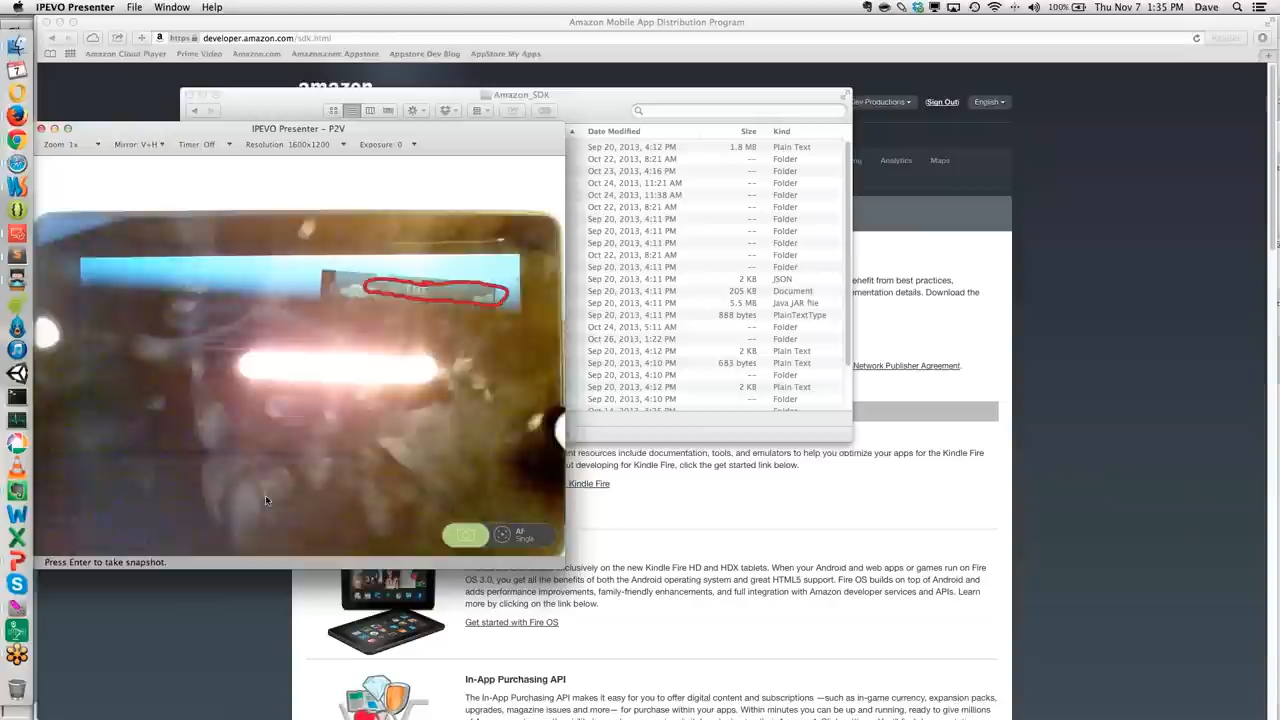 IPEVO Presenter File Window Help 100% Thu Nov 7 1:35 PM Dave
Amazon Mobile App Distribution Program
https developer.amazon.com/sdk.html Reader
Amazon Cloud Player Prime Video Amazon.com Amazon.com: Appstore Appstore Dev Blog AppStore My Apps
amazon
Dev Productions (Sign Out) English
Analytics Maps
Amazon_SDK
Date Modified Size Kind
Sep 20, 2013, 4:12 PM 1.8 MB Plain Text
Oct 22, 2013, 8:21 AM -- Folder
Oct 23, 2013, 4:16 PM -- Folder
Oct 24, 2013, 11:21 AM -- Folder
Oct 24, 2013, 11:38 AM -- Folder
Oct 22, 2013, 8:21 AM -- Folder
Sep 20, 2013, 4:11 PM -- Folder
Sep 20, 2013, 4:11 PM -- Folder
Sep 20, 2013, 4:11 PM -- Folder
Oct 22, 2013, 8:21 AM -- Folder
Sep 20, 2013, 4:11 PM -- Folder
Sep 20, 2013, 4:11 PM 2 KB JSON
Sep 20, 2013, 4:11 PM 205 KB Document
Sep 20, 2013, 4:11 PM 5.5 MB Java JAR file
Sep 20, 2013, 4:11 PM 888 bytes PlainTextType
Oct 24, 2013, 5:11 AM -- Folder
Oct 26, 2013, 1:22 PM -- Folder
Sep 20, 2013, 4:12 PM 2 KB Plain Text
Sep 20, 2013, 4:10 PM 683 bytes Plain Text
Sep 20, 2013, 4:10 PM -- Folder
Sep 20, 2013, 4:12 PM 2 KB Plain Text
Sep 20, 2013, 4:10 PM -- Folder
IPEVO Presenter - P2V
Zoom: 1x Mirror: V+H Timer: Off Resolution: 1600x1200 Exposure: 0
AF
Single
Press Enter to take snapshot.
enefit from best practices,
mentation details. Download the
Network Publisher Agreement.
ent resources include documentation, tools, and emulators to help you optimize your apps for the Kindle Fire
ut developing for Kindle Fire, click the get started link below.
Kindle Fire
xclusively on the new Kindle Fire HD and HDX tablets. When your Android and web apps or games run on Fire
OS 3.0, you get all the benefits of both the Android operating system and great HTML5 support. Fire OS builds on top of Android and
adds performance improvements, family-friendly enhancements, and full integration with Amazon developer services and APIs. Learn
more by clicking on the link below.
Get started with Fire OS
In-App Purchasing API
The In-App Purchasing API makes it easy for you to offer digital content and subscriptions —such as in-game currency, expansion packs,
upgrades, magazine issues and more— for purchase within your apps. Within minutes you can be up and running, ready to give millions